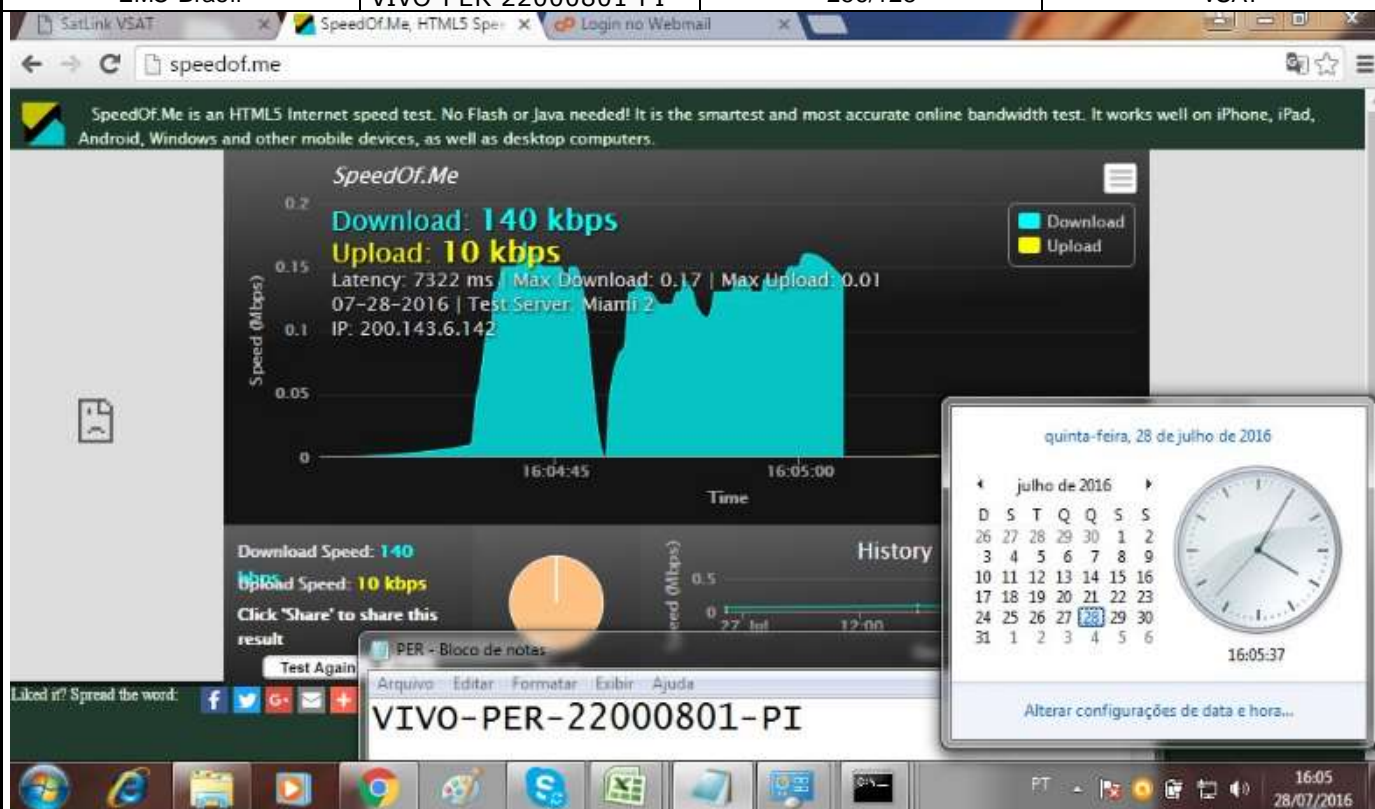 EMS Brasil VIVO-PER-22000801-PI VSAT
SatLink VSAT SpeedOf.Me, HTML5 Spe Login no Webmail
speedof.me
SpeedOf.Me is an HTML5 Internet speed test. No Flash or Java needed! It is the smartest and most accurate online bandwidth test. It works well on iPhone, iPad,
Android, Windows and other mobile devices, as well as desktop computers.
SpeedOf.Me
Download: 140 kbps
Upload: 10 kbps
Latency: 7322 ms | Max Download: 0.17 | Max Upload: 0.01
07-28-2016 | Test Server: Miami 2
IP: 200.143.6.142
Download
Upload
Speed (Mbps)
0.2
0.15
0.1
0.05
0
16:04:45 16:05:00
Time
Download Speed: 140
kbps
Upload Speed: 10 kbps
Click 'Share' to share this
result
Test Again
History
0.5
0
27 Jul 12:00
Liked it? Spread the word:
PER - Bloco de notas
Arquivo Editar Formatar Exibir Ajuda
VIVO-PER-22000801-PI
quinta-feira, 28 de julho de 2016
julho de 2016
D S T Q Q S S
26 27 28 29 30 1 2
3 4 5 6 7 8 9
10 11 12 13 14 15 16
17 18 19 20 21 22 23
24 25 26 27 28 29 30
31 1 2 3 4 5 6
16:05:37
Alterar configurações de data e hora...
PT
16:05
28/07/2016